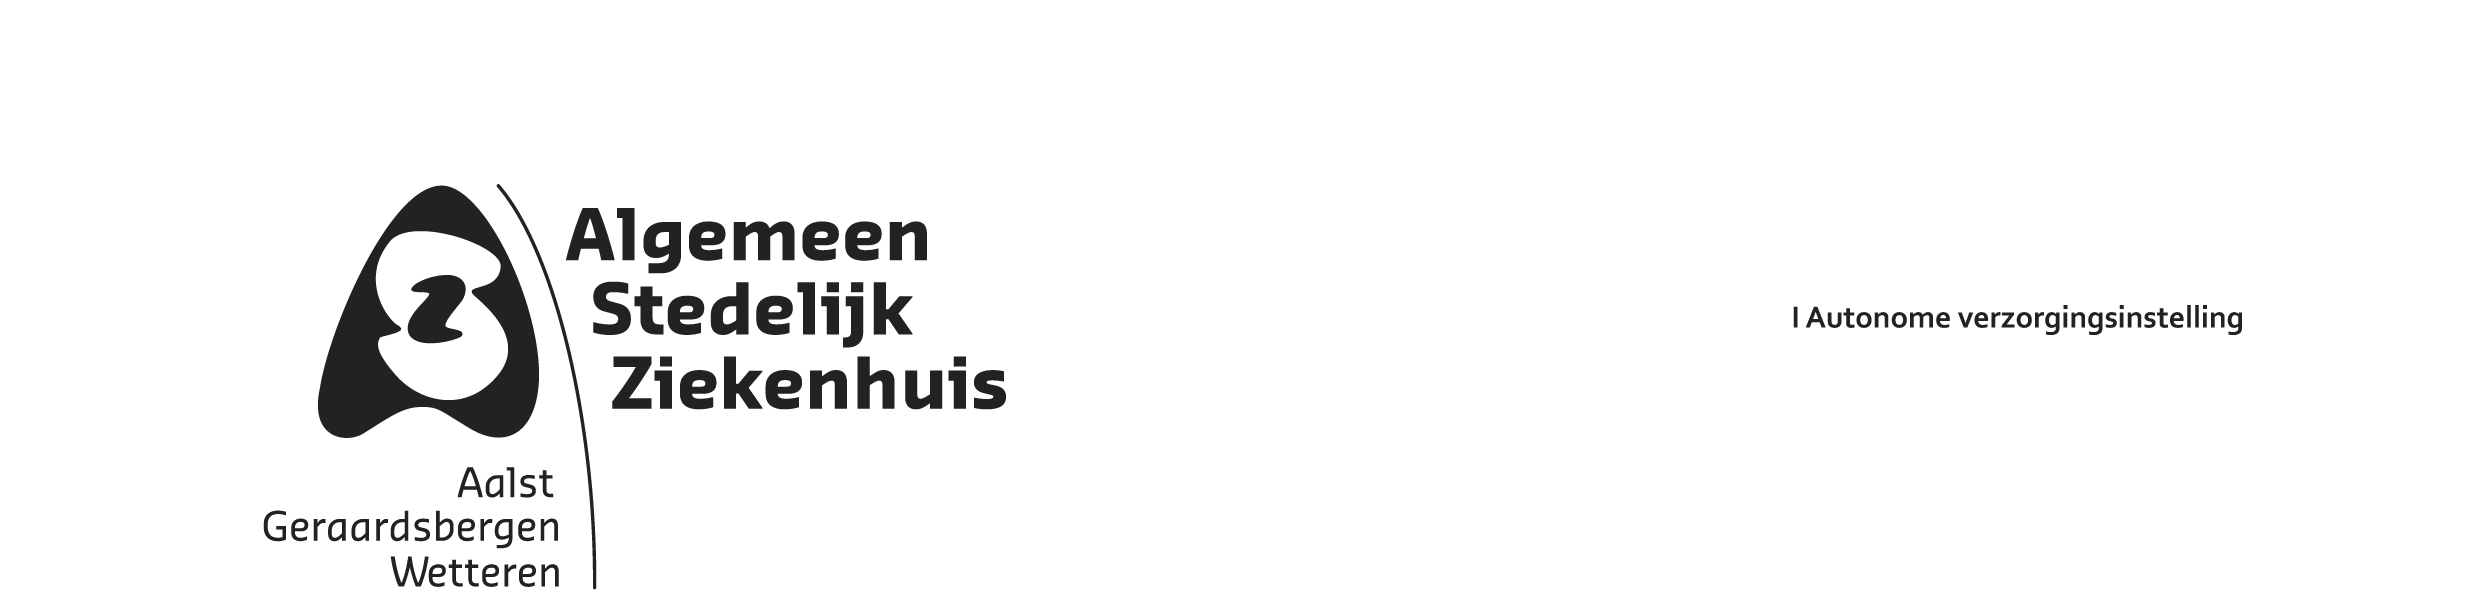 Algemeen
Stedelijk
Ziekenhuis
Aalst
Geraardsbergen
Wetteren
I Autonome verzorgingsinstelling